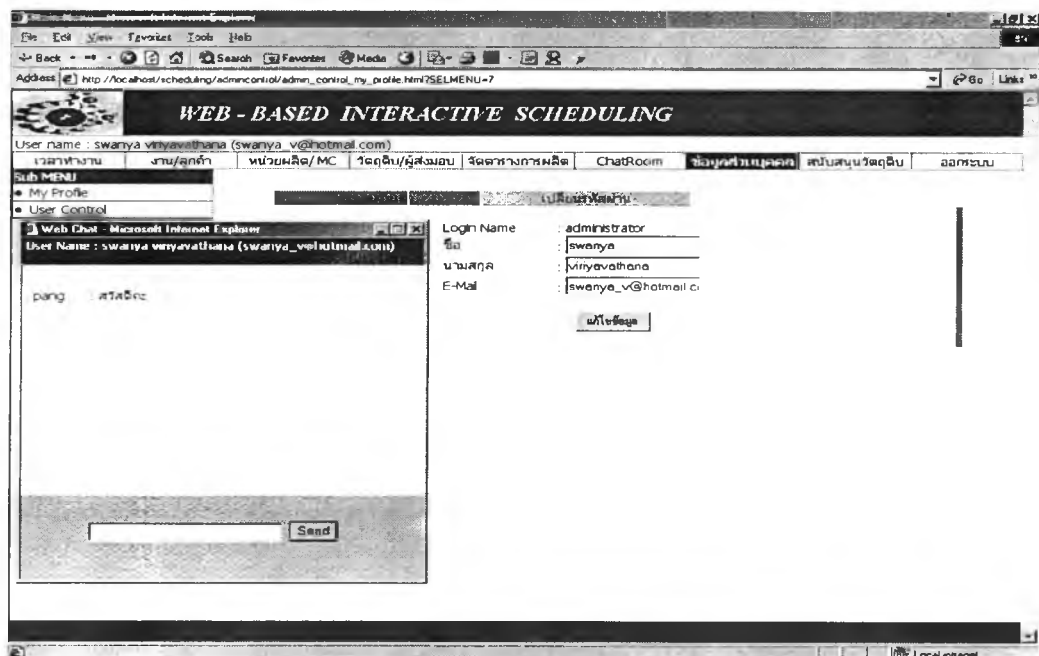 Main Menu - Microsoft Internet Explorer
File Edit View Favorites Tools Help
Back Search Favorites Media
Address http://localhost/scheduling/admincontrol/admin_control_my_profile.html?SELMENU=7 Go Links
WEB - BASED INTERACTIVE SCHEDULING
User name : swanya viriyavathana (swanya_v@hotmail.com)
เวลาทำงาน งาน/ลูกค้า หน่วยผลิต/MC วัตถุดิบ/ผู้ส่งมอบ จัดตารางการผลิต ChatRoom ข้อมูลส่วนบุคคล สนับสนุนวัตถุดิบ ออกระบบ
Sub MENU
My Profile
User Control
เปลี่ยนรหัสผ่าน
Web Chat - Microsoft Internet Explorer
User Name : swanya viriyavathana (swanya_v@hotmail.com)
pang : สวัสดีค่ะ
Send
Login Name : administrator
ชื่อ : swanya
นามสกุล : viriyavathana
E-Mail : swanya_v@hotmail.c
แก้ไขข้อมูล
Local intranet